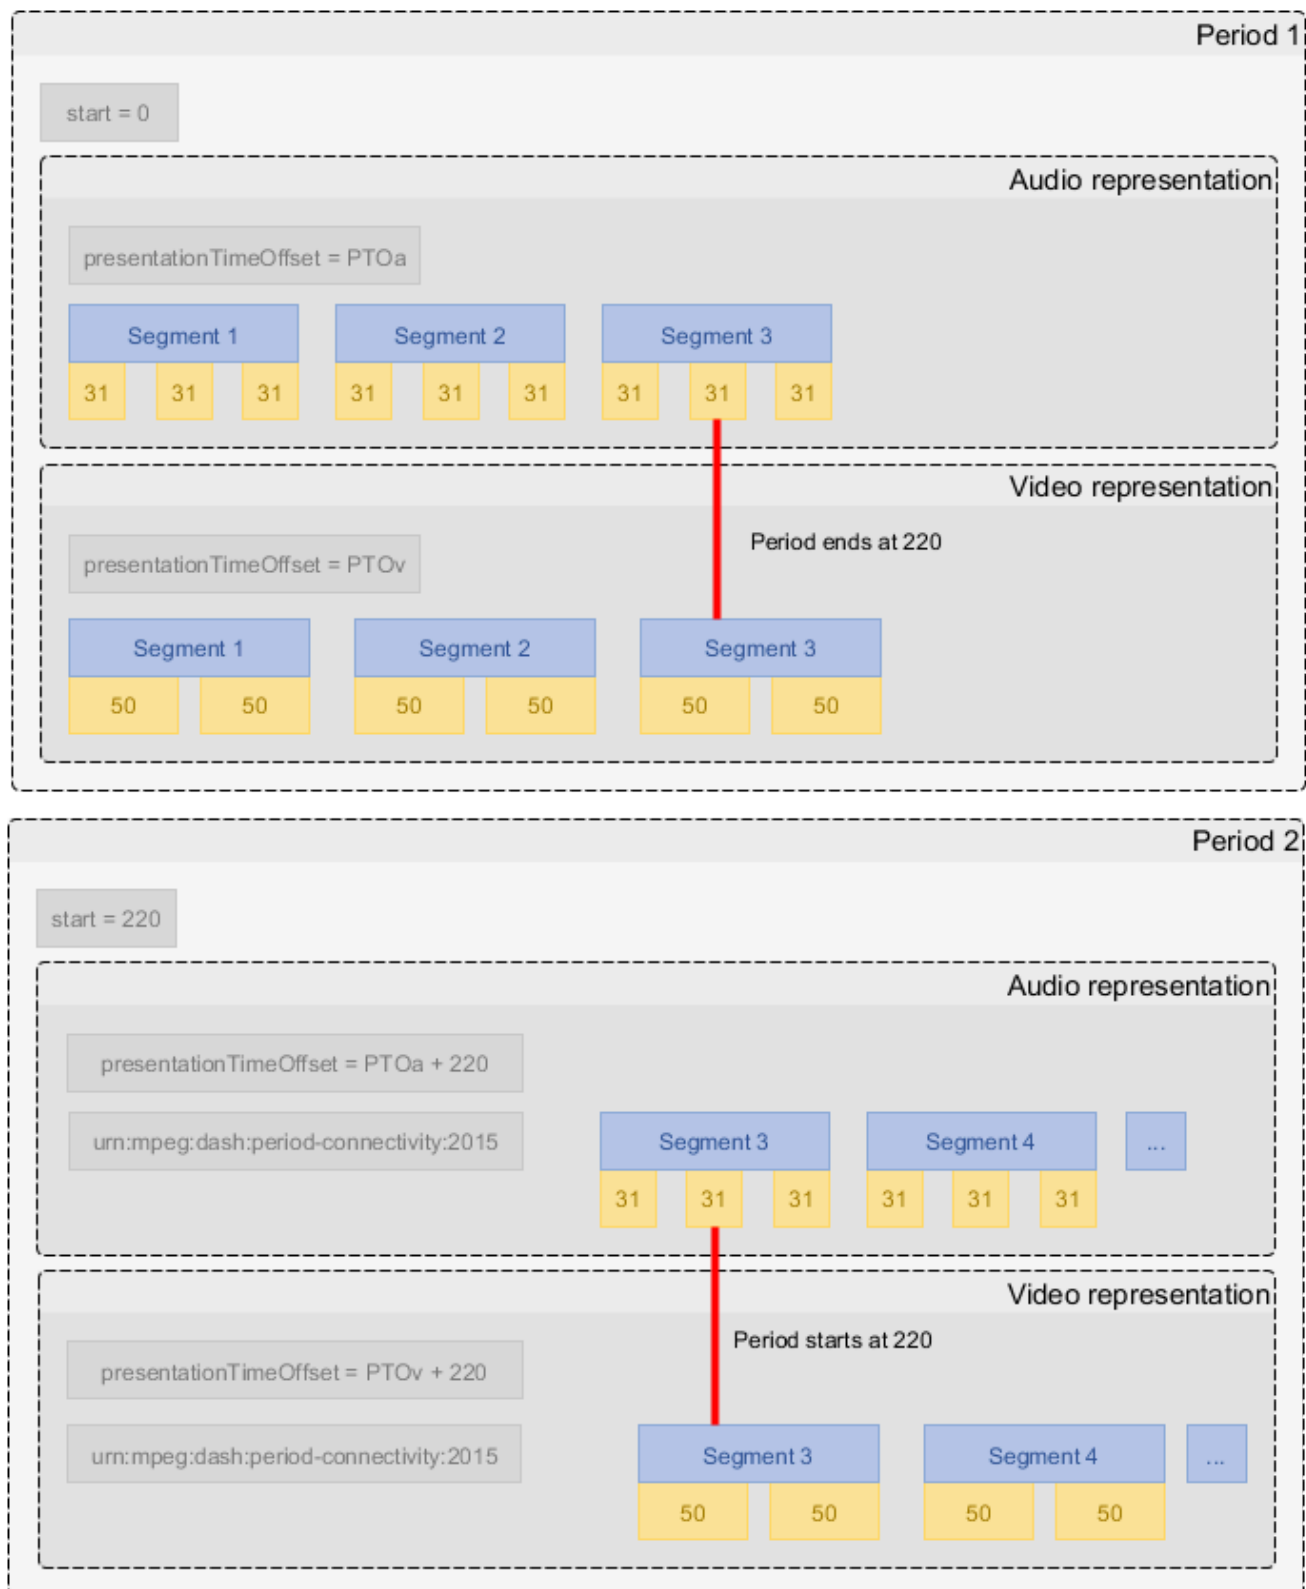 Period 1
start = 0
Audio representation
presentationTimeOffset = PTOa
Segment 1 Segment 2 Segment 3
31 31 31 31 31 31 31 31 31
Video representation
Period ends at 220
presentationTimeOffset = PTOv
Segment 1 Segment 2 Segment 3
50 50 50 50 50 50
Period 2
start = 220
Audio representation
presentationTimeOffset = PTOa + 220
urn:mpeg:dash:period-connectivity:2015 Segment 3 Segment 4 ...
31 31 31 31 31 31
Video representation
Period starts at 220
presentationTimeOffset = PTOv + 220
urn:mpeg:dash:period-connectivity:2015 Segment 3 Segment 4 ...
50 50 50 50